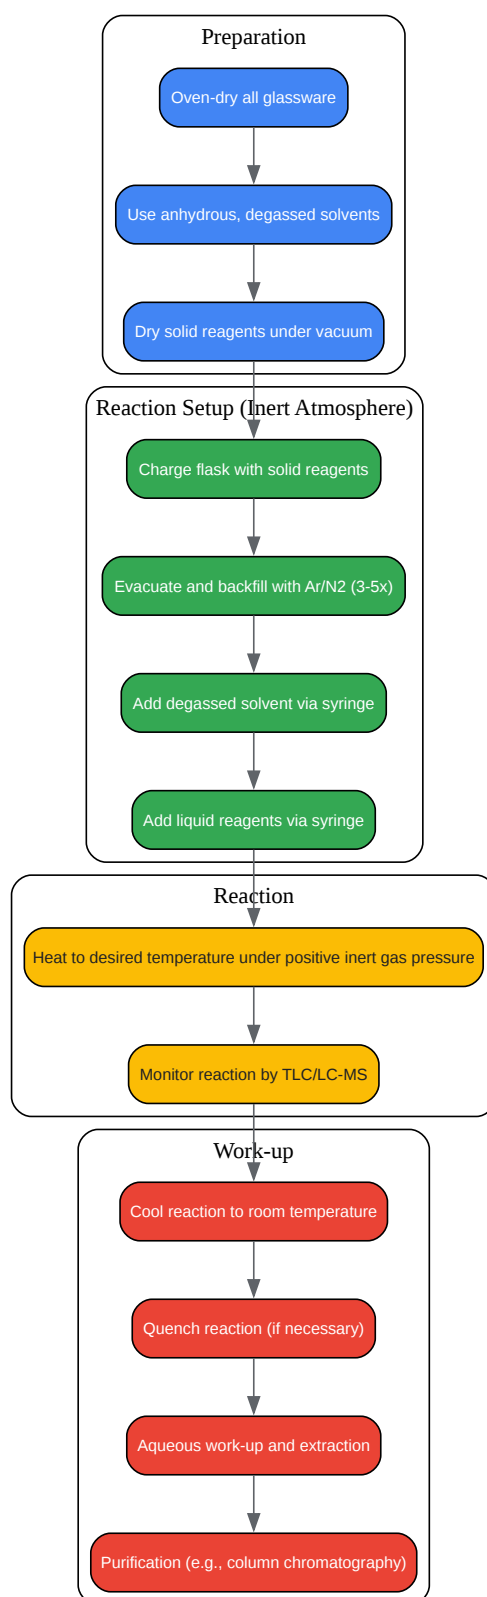 Preparation
Oven-dry all glassware
Use anhydrous, degassed solvents
Dry solid reagents under vacuum
Reaction Setup (Inert Atmosphere)
Charge flask with solid reagents
Evacuate and backfill with Ar/N2 (3-5x)
Add degassed solvent via syringe
Add liquid reagents via syringe
Reaction
Heat to desired temperature under positive inert gas pressure
Monitor reaction by TLC/LC-MS
Work-up
Cool reaction to room temperature
Quench reaction (if necessary)
Aqueous work-up and extraction
Purification (e.g., column chromatography)